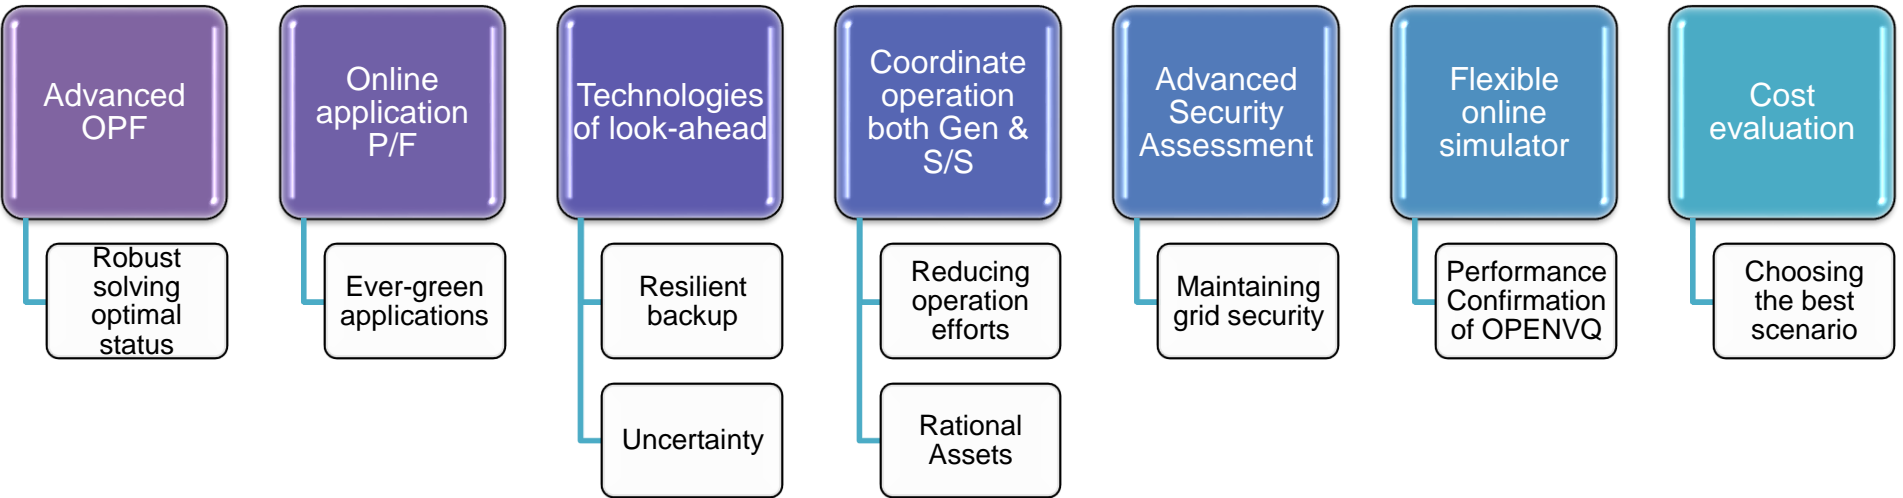 Advanced
OPF
Robust
solving
optimal
status
Online
application
P/F
Ever-green
applications
Technologies
of look-ahead
Resilient
backup
Uncertainty
Coordinate
operation
both Gen &
S/S
Reducing
operation
efforts
Rational
Assets
Advanced
Security
Assessment
Maintaining
grid security
Flexible
online
simulator
Performance
Confirmation
of OPENVQ
Cost
evaluation
Choosing
the best
scenario